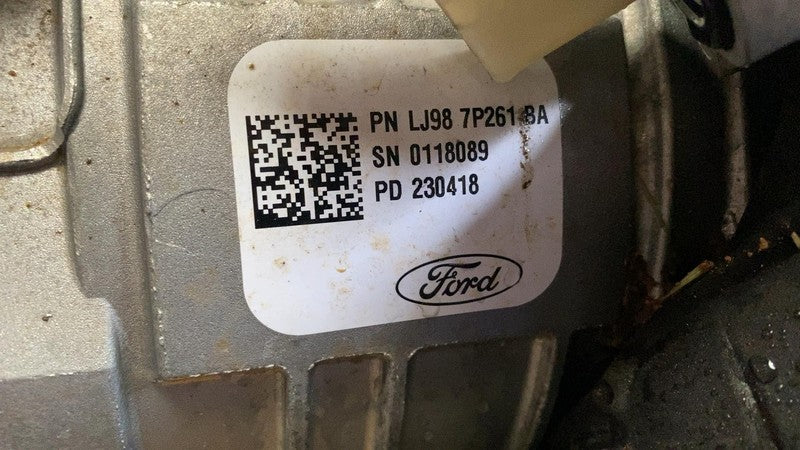 PN LJ98 7P261 BA
SN 0118089
PD 230418
Ford